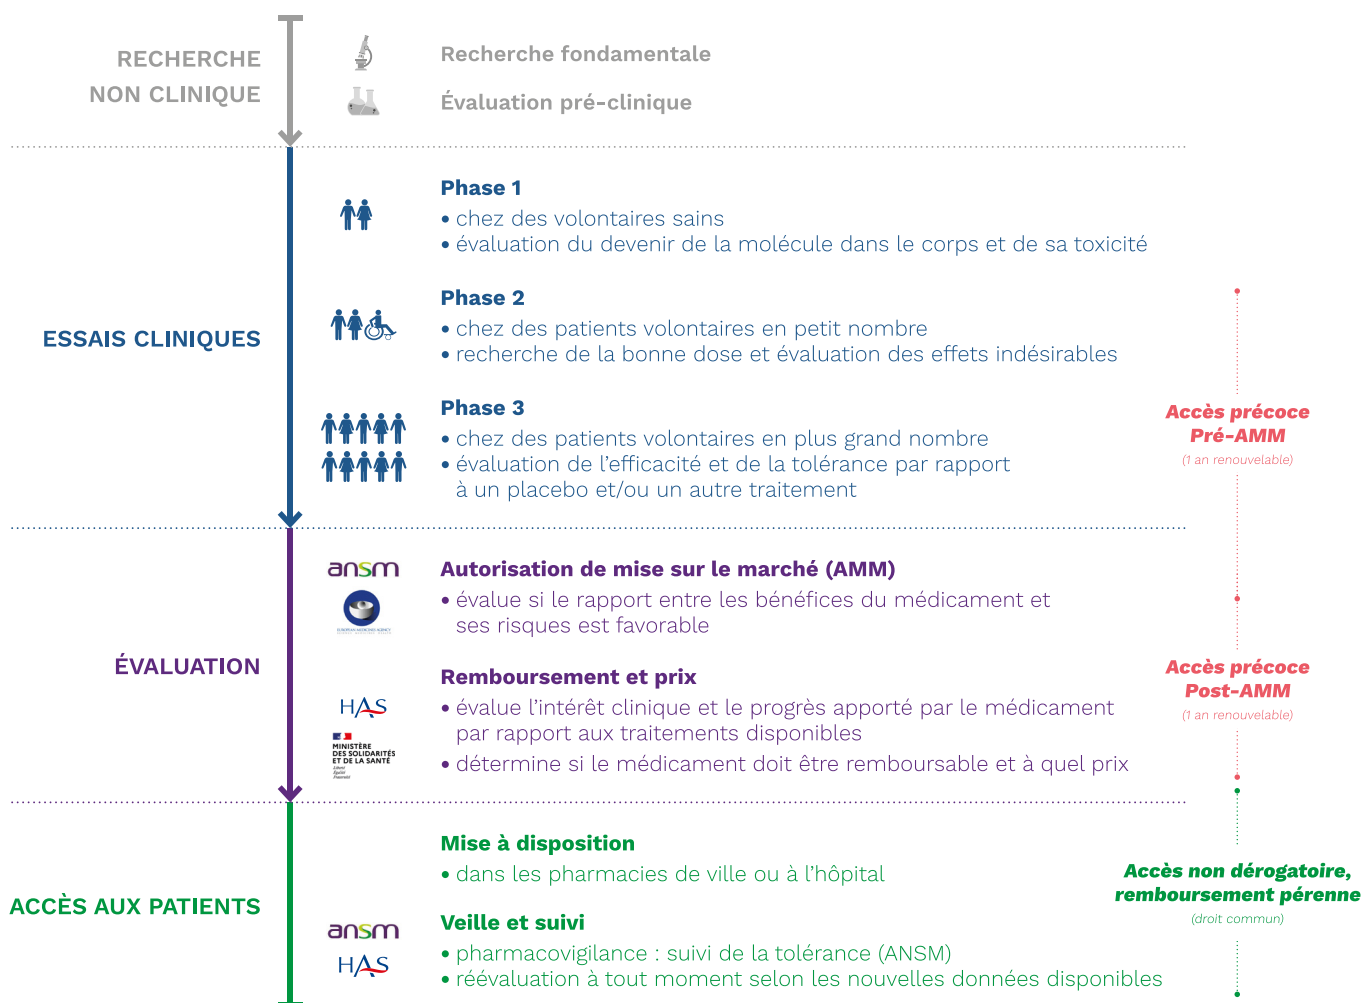 RECHERCHE
NON CLINIQUE
Recherche fondamentale
Évaluation pré-clinique
ESSAIS CLINIQUES
Phase 1
• chez des volontaires sains
• évaluation du devenir de la molécule dans le corps et de sa toxicité
Phase 2
• chez des patients volontaires en petit nombre
• recherche de la bonne dose et évaluation des effets indésirables
Phase 3
• chez des patients volontaires en plus grand nombre
• évaluation de l'efficacité et de la tolérance par rapport
à un placebo et/ou un autre traitement
Accès précoce
Pré-AMM
(1 an renouvelable)
ÉVALUATION
ansm
EUROPEAN MEDICINES AGENCY
Autorisation de mise sur le marché (AMM)
• évalue si le rapport entre les bénéfices du médicament et
ses risques est favorable
HAS
MINISTÈRE
DES SOLIDARITÉS
ET DE LA SANTÉ
Liberté
Égalité
Fraternité
Remboursement et prix
• évalue l'intérêt clinique et le progrès apporté par le médicament
par rapport aux traitements disponibles
• détermine si le médicament doit être remboursable et à quel prix
Accès précoce
Post-AMM
(1 an renouvelable)
ACCÈS AUX PATIENTS
Mise à disposition
• dans les pharmacies de ville ou à l'hôpital
ansm
HAS
Veille et suivi
• pharmacovigilance : suivi de la tolérance (ANSM)
• réévaluation à tout moment selon les nouvelles données disponibles
Accès non dérogatoire,
remboursement pérenne
(droit commun)